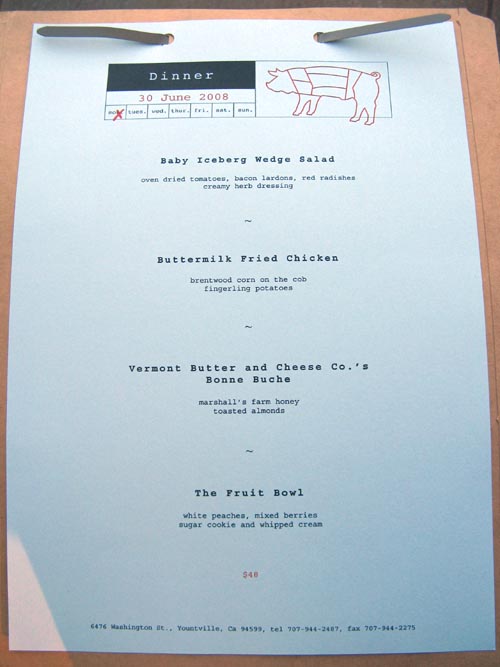 Dinner
30 June 2008
mon. tues. wed. thur. fri. sat. sun.
Baby Iceberg Wedge Salad
oven dried tomatoes, bacon lardons, red radishes
creamy herb dressing
~
Buttermilk Fried Chicken
brentwood corn on the cob
fingerling potatoes
~
Vermont Butter and Cheese Co.'s
Bonne Buche
marshall's farm honey
toasted almonds
~
The Fruit Bowl
white peaches, mixed berries
sugar cookie and whipped cream
$48
6476 Washington St., Yountville, Ca 94599, tel 707-944-2487, fax 707-944-2275